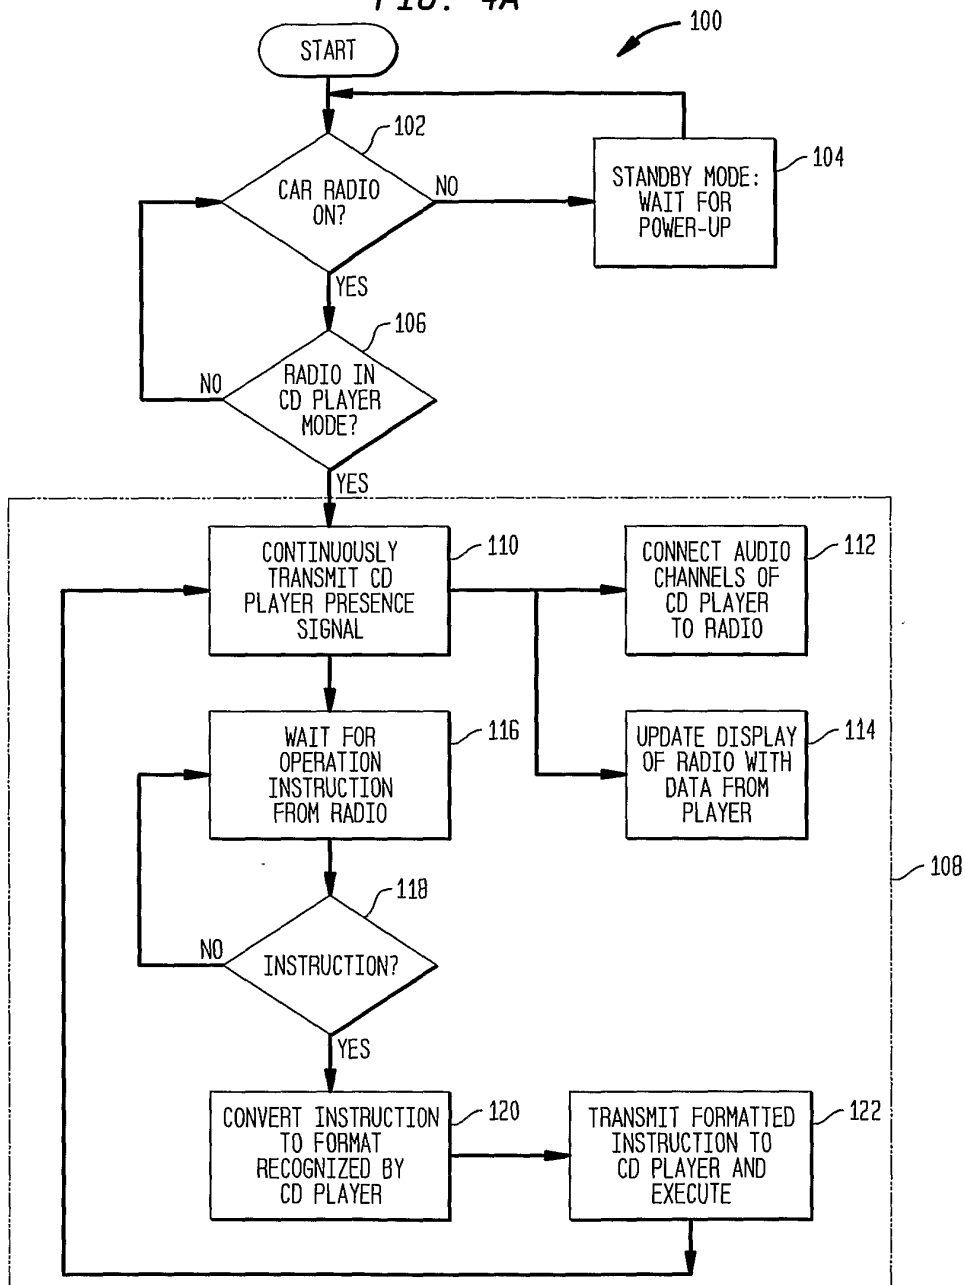 FIG. 4A
100
START
102
CAR RADIO
ON?
NO
104
STANDBY MODE:
WAIT FOR
POWER-UP
YES
106
RADIO IN
CD PLAYER
MODE?
NO
YES
110
CONTINUOUSLY
TRANSMIT CD
PLAYER PRESENCE
SIGNAL
112
CONNECT AUDIO
CHANNELS OF
CD PLAYER
TO RADIO
116
WAIT FOR
OPERATION
INSTRUCTION
FROM RADIO
114
UPDATE DISPLAY
OF RADIO WITH
DATA FROM
PLAYER
108
118
INSTRUCTION?
NO
YES
120
CONVERT INSTRUCTION
TO FORMAT
RECOGNIZED BY
CD PLAYER
122
TRANSMIT FORMATTED
INSTRUCTION TO
CD PLAYER AND
EXECUTE